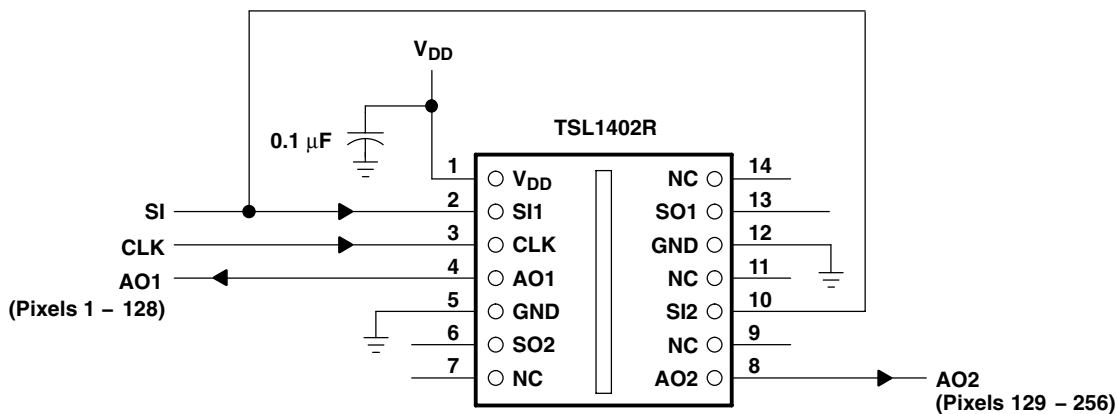 V_DD
0.1 μF
TSL1402R
1 V_DD NC 14
SI 2 SI1 SO1 13
CLK 3 CLK GND 12
AO1 4 AO1 NC 11
(Pixels 1 – 128)
5 GND SI2 10
6 SO2 NC 9
7 NC AO2 8 AO2
(Pixels 129 – 256)